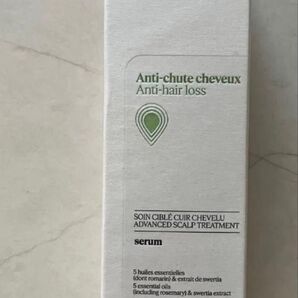 Anti-chute cheveux
Anti-hair loss
SOIN CIBLÉ CUIR CHEVELU
ADVANCED SCALP TREATMENT
serum
5 huiles essentielles
(dont romarin) & extrait de swertia
5 essential oils
(including rosemary) & swertia extract